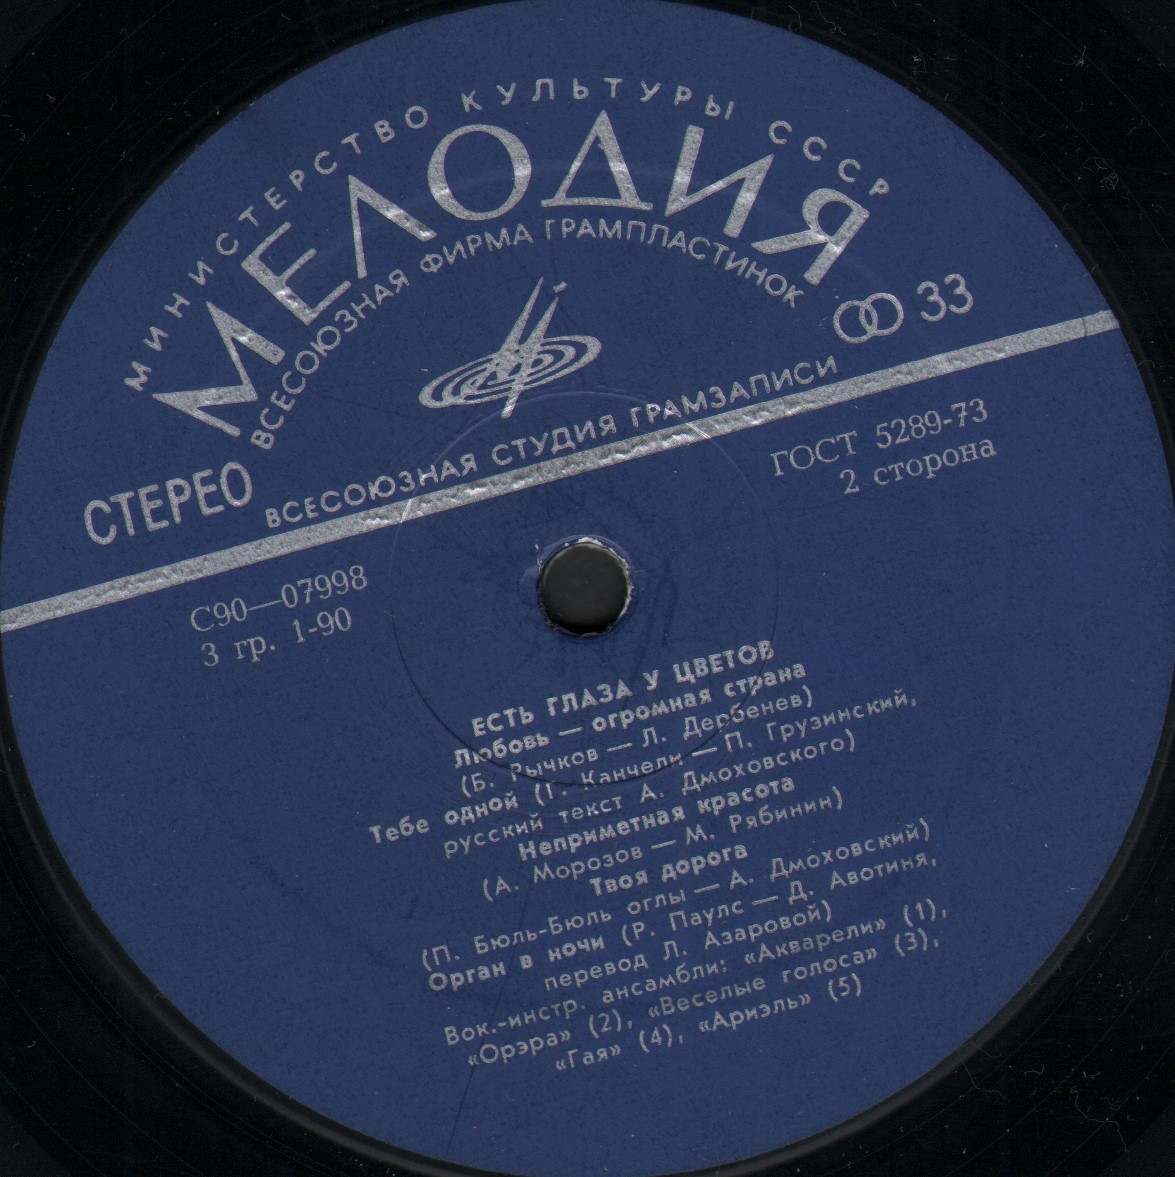 МИНИСТЕРСТВО КУЛЬТУРЫ СССР
МЕЛОДИЯ
ВСЕСОЮЗНАЯ ФИРМА ГРАМПЛАСТИНОК
33
СТЕРЕО
ВСЕСОЮЗНАЯ СТУДИЯ ГРАМЗАПИСИ
ГОСТ 5289-73
2 сторона
С90—07998
3 гр. 1-90
ЕСТЬ ГЛАЗА У ЦВЕТОВ
Любовь — огромная страна
(Б. Рычков — Л. Дербенев)
Тебе одной (Г. Канчели — П. Грузинский,
русский текст А. Дмоховского)
Неприметная красота
(А. Морозов — М. Рябинин)
Твоя дорога
(П. Бюль-Бюль оглы — А. Дмоховский)
Орган в ночи (Р. Паулс — Д. Авотиня,
перевод Л. Азаровой)
Вок.-инстр. ансамбли: «Акварели» (1),
«Орэра» (2), «Веселые голоса» (3),
«Гая» (4), «Ариэль» (5)